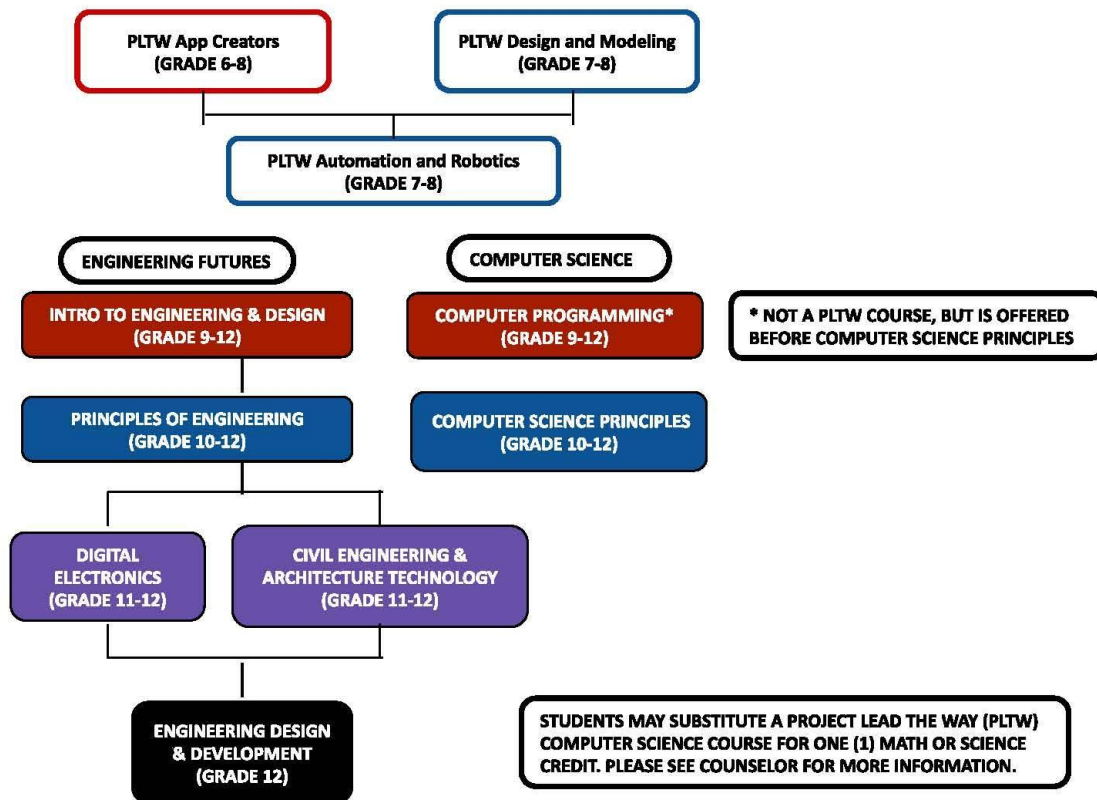 PLTW App Creators
(GRADE 6-8)
PLTW Design and Modeling
(GRADE 7-8)
PLTW Automation and Robotics
(GRADE 7-8)
ENGINEERING FUTURES
COMPUTER SCIENCE
INTRO TO ENGINEERING & DESIGN
(GRADE 9-12)
COMPUTER PROGRAMMING*
(GRADE 9-12)
* NOT A PLTW COURSE, BUT IS OFFERED
BEFORE COMPUTER SCIENCE PRINCIPLES
PRINCIPLES OF ENGINEERING
(GRADE 10-12)
COMPUTER SCIENCE PRINCIPLES
(GRADE 10-12)
DIGITAL
ELECTRONICS
(GRADE 11-12)
CIVIL ENGINEERING &
ARCHITECTURE TECHNOLOGY
(GRADE 11-12)
ENGINEERING DESIGN
& DEVELOPMENT
(GRADE 12)
STUDENTS MAY SUBSTITUTE A PROJECT LEAD THE WAY (PLTW)
COMPUTER SCIENCE COURSE FOR ONE (1) MATH OR SCIENCE
CREDIT. PLEASE SEE COUNSELOR FOR MORE INFORMATION.